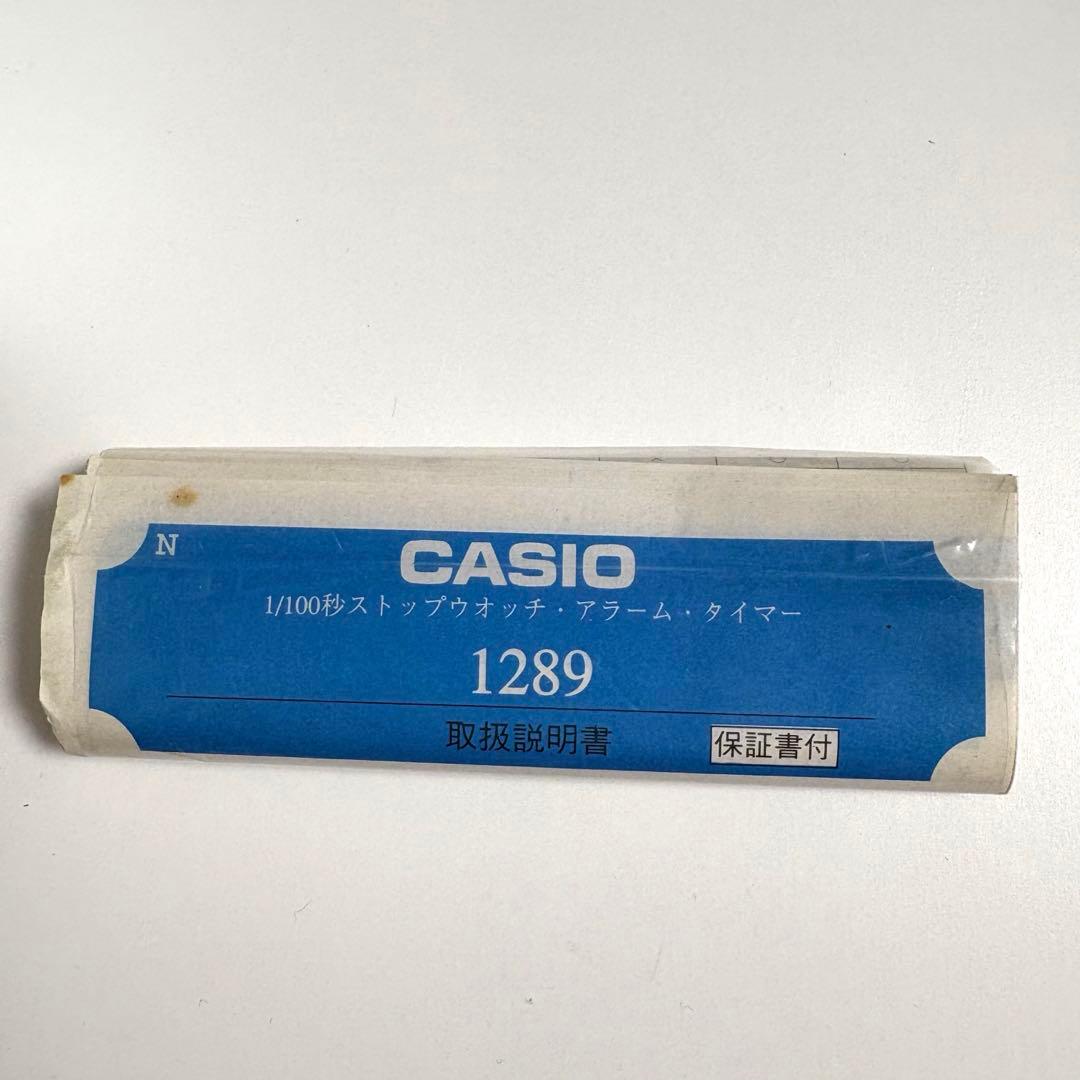 N
CASIO
1/100秒ストップウオッチ・アラーム・タイマー
1289
取扱説明書
保証書付